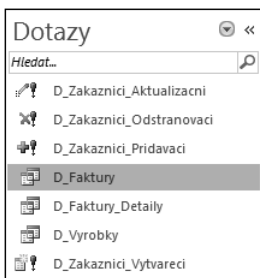 Dotazy
Hledat...
D_Zakaznici_Aktualizacni
D_Zakaznici_Odstranovaci
D_Zakaznici_Pridavaci
D_Faktury
D_Faktury_Detaily
D_Vyrobky
D_Zakaznici_Vytvareci